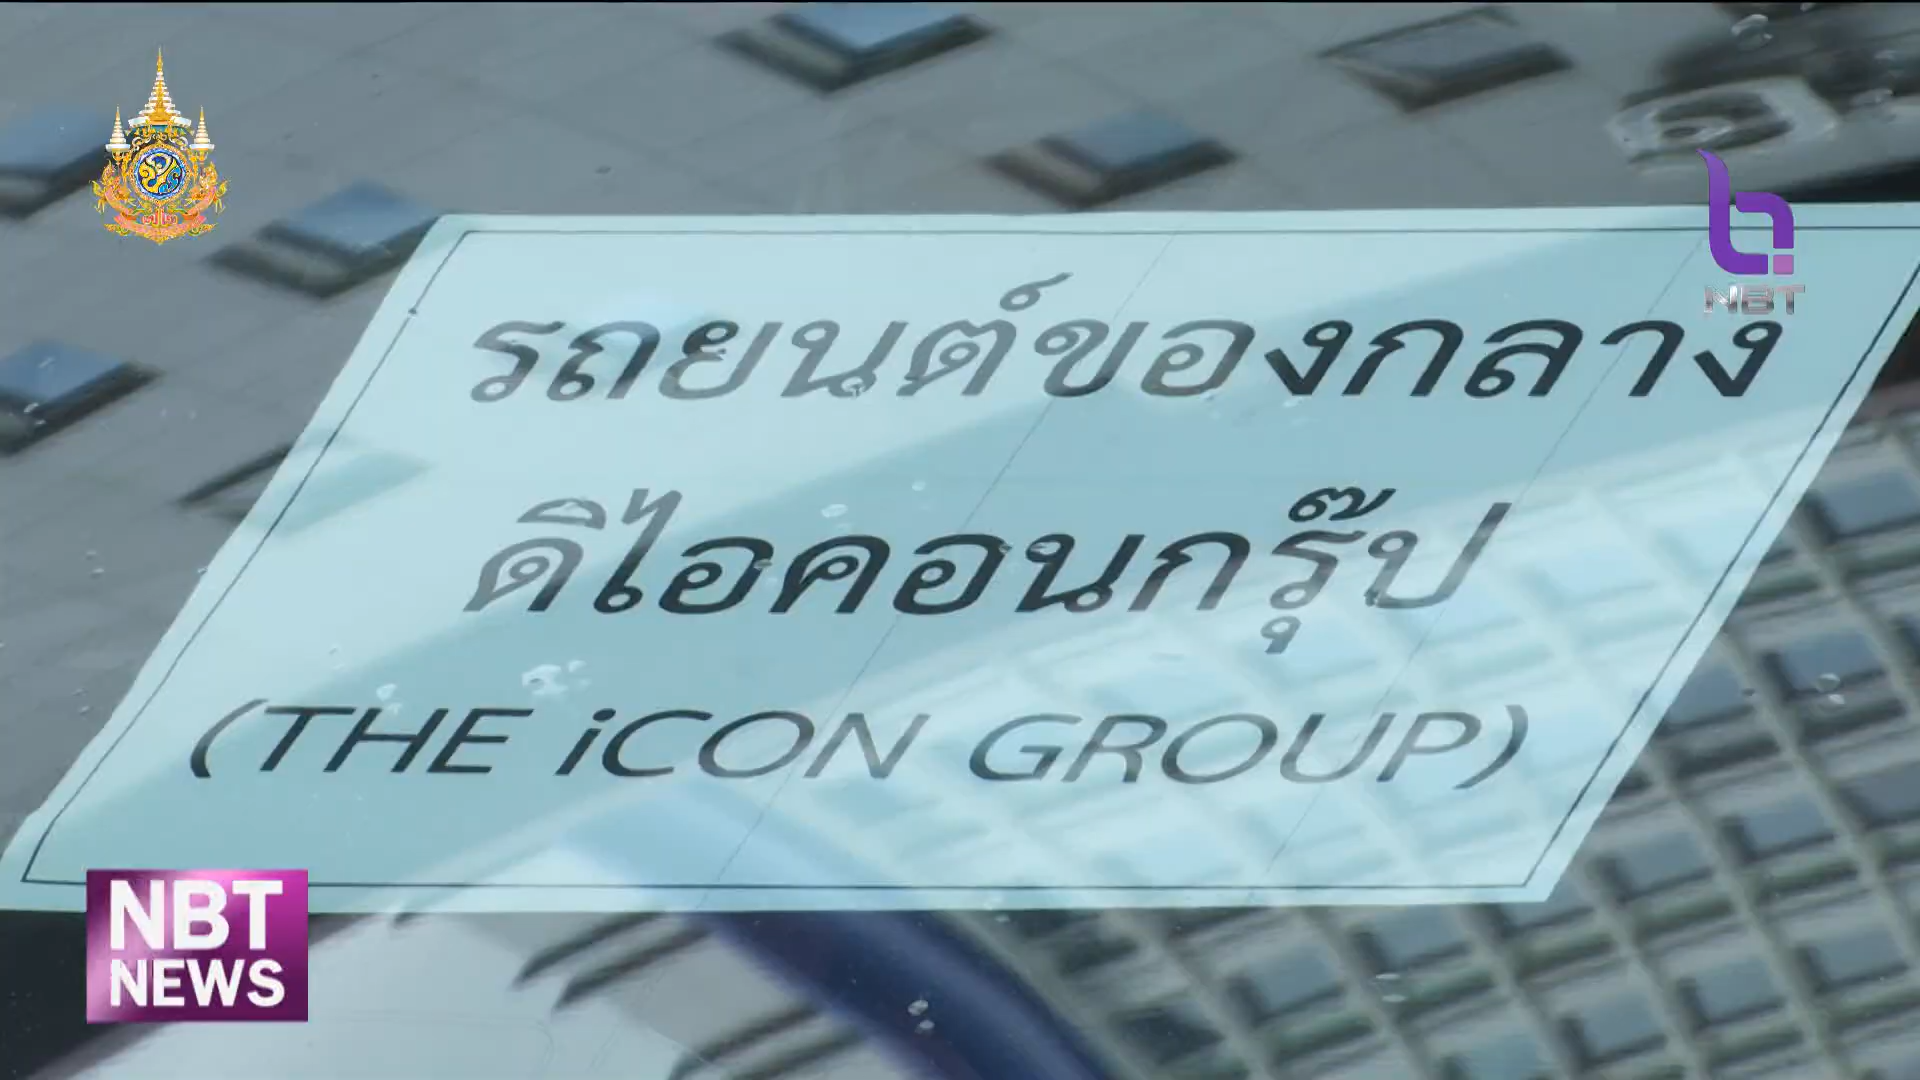 NBT
รถยนต์ของกลาง
ดิไอคอนกรุ๊ป
(THE iCON GROUP)
NBT
NEWS